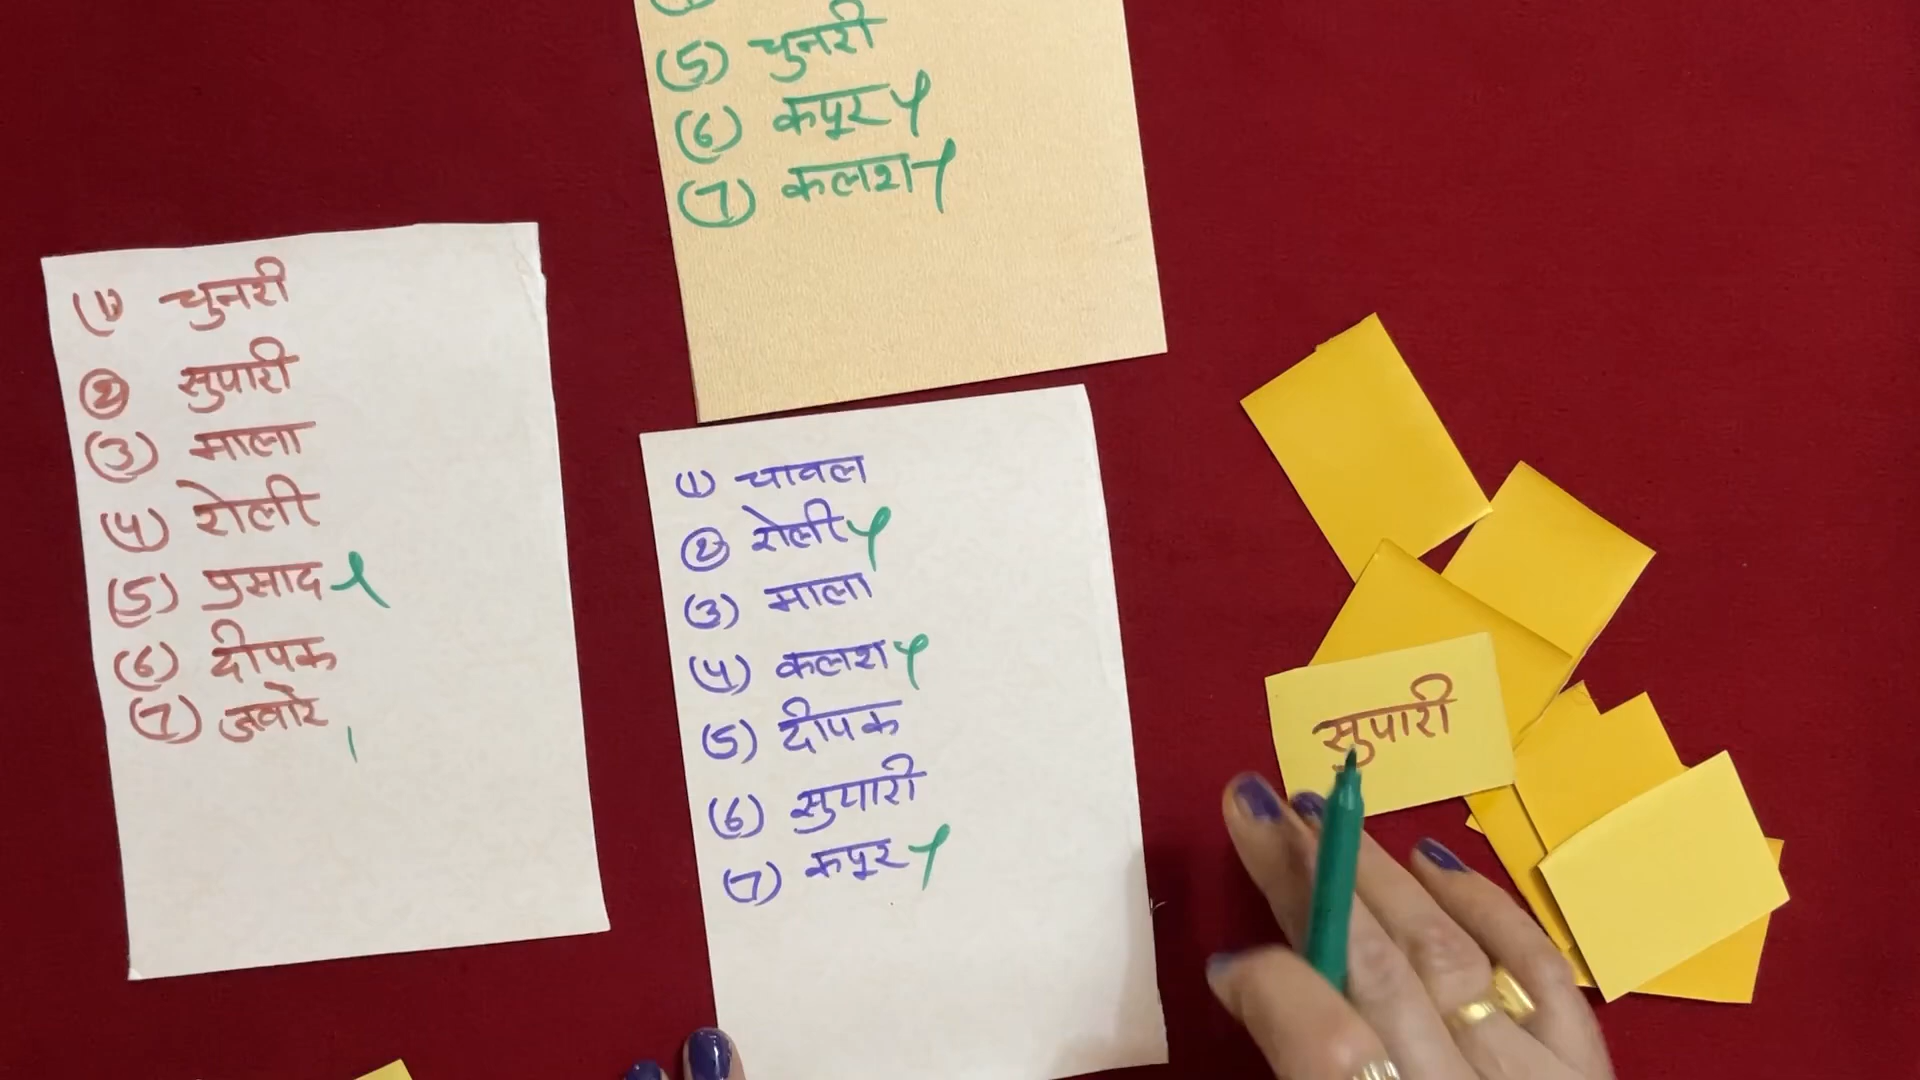 (5) चुनरी
(6) कपूर
(7) कलश
(1) चुनरी
(2) सुपारी
(3) माला
(4) रोली
(5) प्रसाद
(6) दीपक
(7) जवारे
(1) चावल
(2) रोली
(3) माला
(4) कलश
(5) दीपक
(6) सुपारी
(7) कपूर
सुपारी